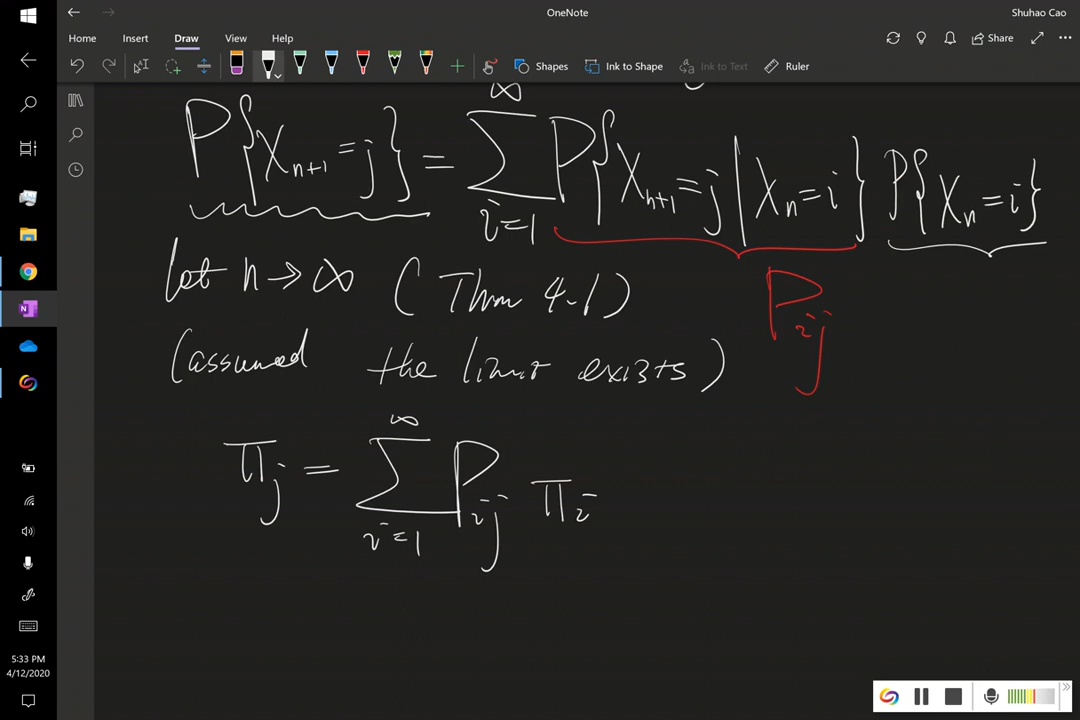 OneNote
Shuhao Cao
Home Insert Draw View Help
Share
Shapes Ink to Shape Ink to Text Ruler
∞
P{X_{n+1} = j} = ∑_{i=1} P{X_{n+1} = j | X_n = i} P{X_n = i}
P_{ij}
let n → ∞ (Thm 4-1)
(assumed the limit exists)
π_j = ∑_{i=1}^{∞} P_{ij} π_i
5:33 PM
4/12/2020